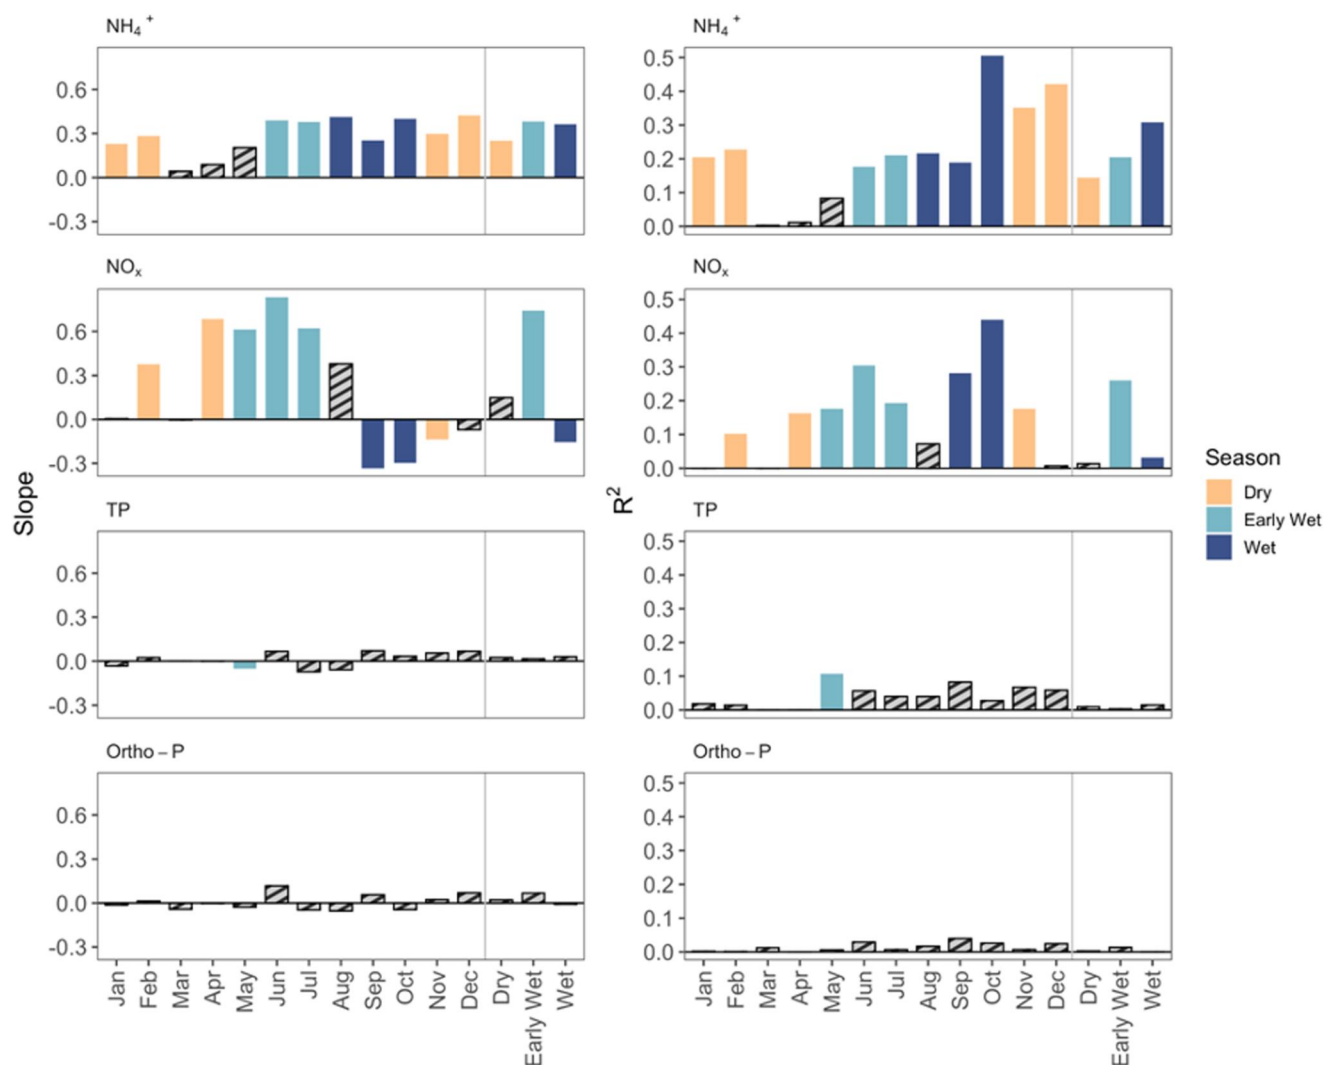 NH4+
0.6
0.3
0.0
-0.3
NOx
0.6
0.3
0.0
-0.3
TP
0.6
0.3
0.0
-0.3
Ortho – P
0.6
0.3
0.0
-0.3
Slope
Jan Feb Mar Apr May Jun Jul Aug Sep Oct Nov Dec Dry Early Wet Wet
NH4+
0.5
0.4
0.3
0.2
0.1
0.0
NOx
0.5
0.4
0.3
0.2
0.1
0.0
TP
0.5
0.4
0.3
0.2
0.1
0.0
Ortho – P
0.5
0.4
0.3
0.2
0.1
0.0
R2
Jan Feb Mar Apr May Jun Jul Aug Sep Oct Nov Dec Dry Early Wet Wet
Season
Dry
Early Wet
Wet